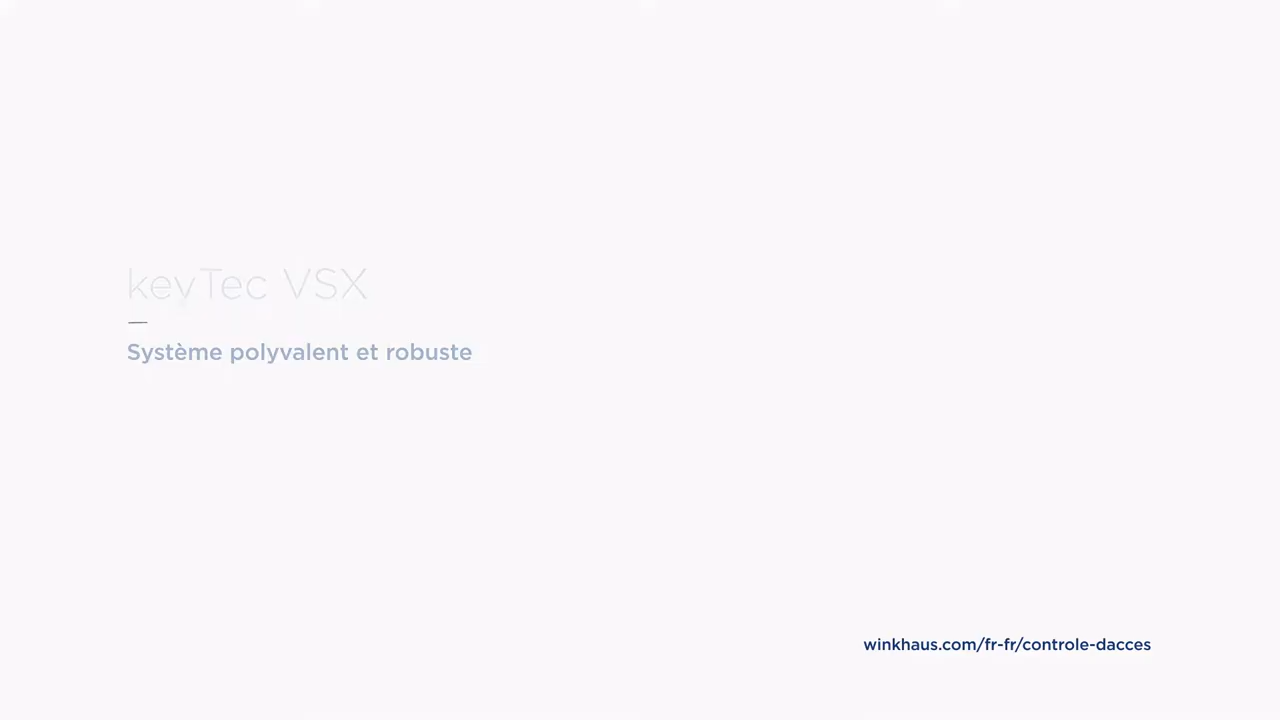 keyTec VSX
Système polyvalent et robuste
winkhaus.com/fr-fr/controle-dacces